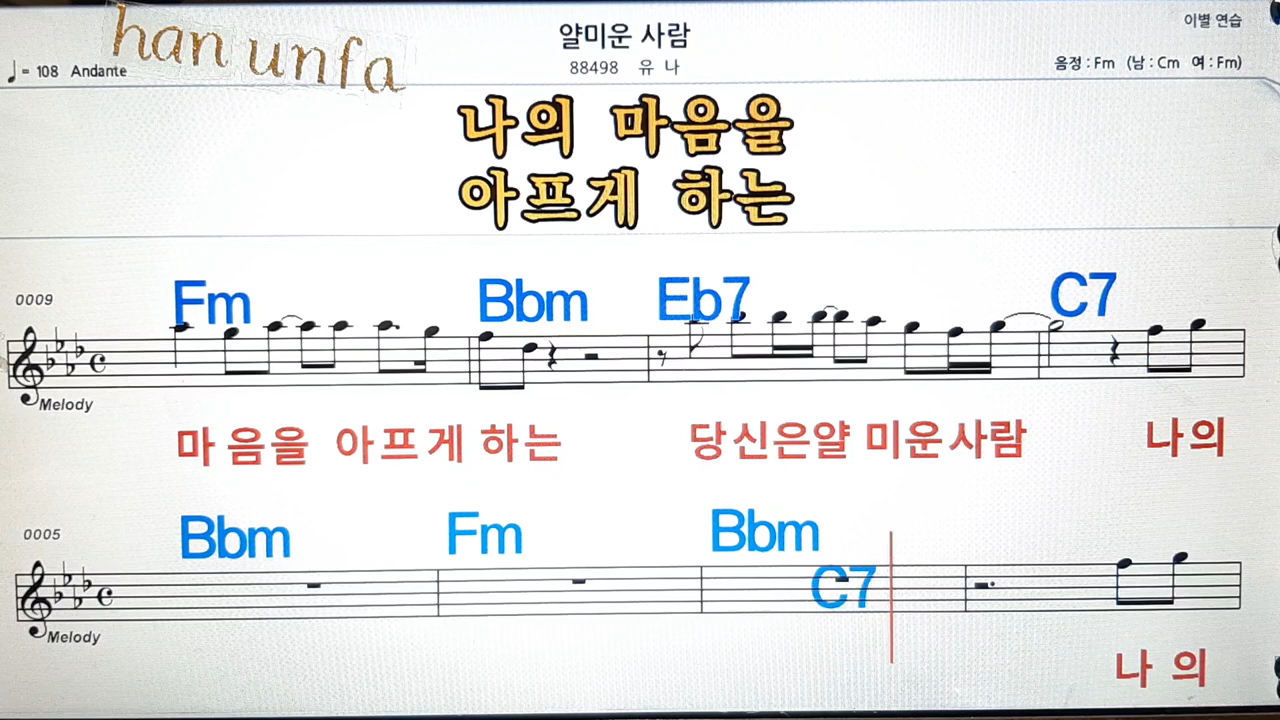 han unfa
얄미운 사람
이별 연습
♩= 108 Andante
88498 유 나
음정 : Fm (남 : Cm 여 : Fm)
나의 마음을
아프게 하는
0009
Fm Bbm Eb7 C7
Melody
마 음을 아프게 하는 당신은얄 미운사람 나의
0005
Bbm Fm Bbm
C7
Melody
나 의